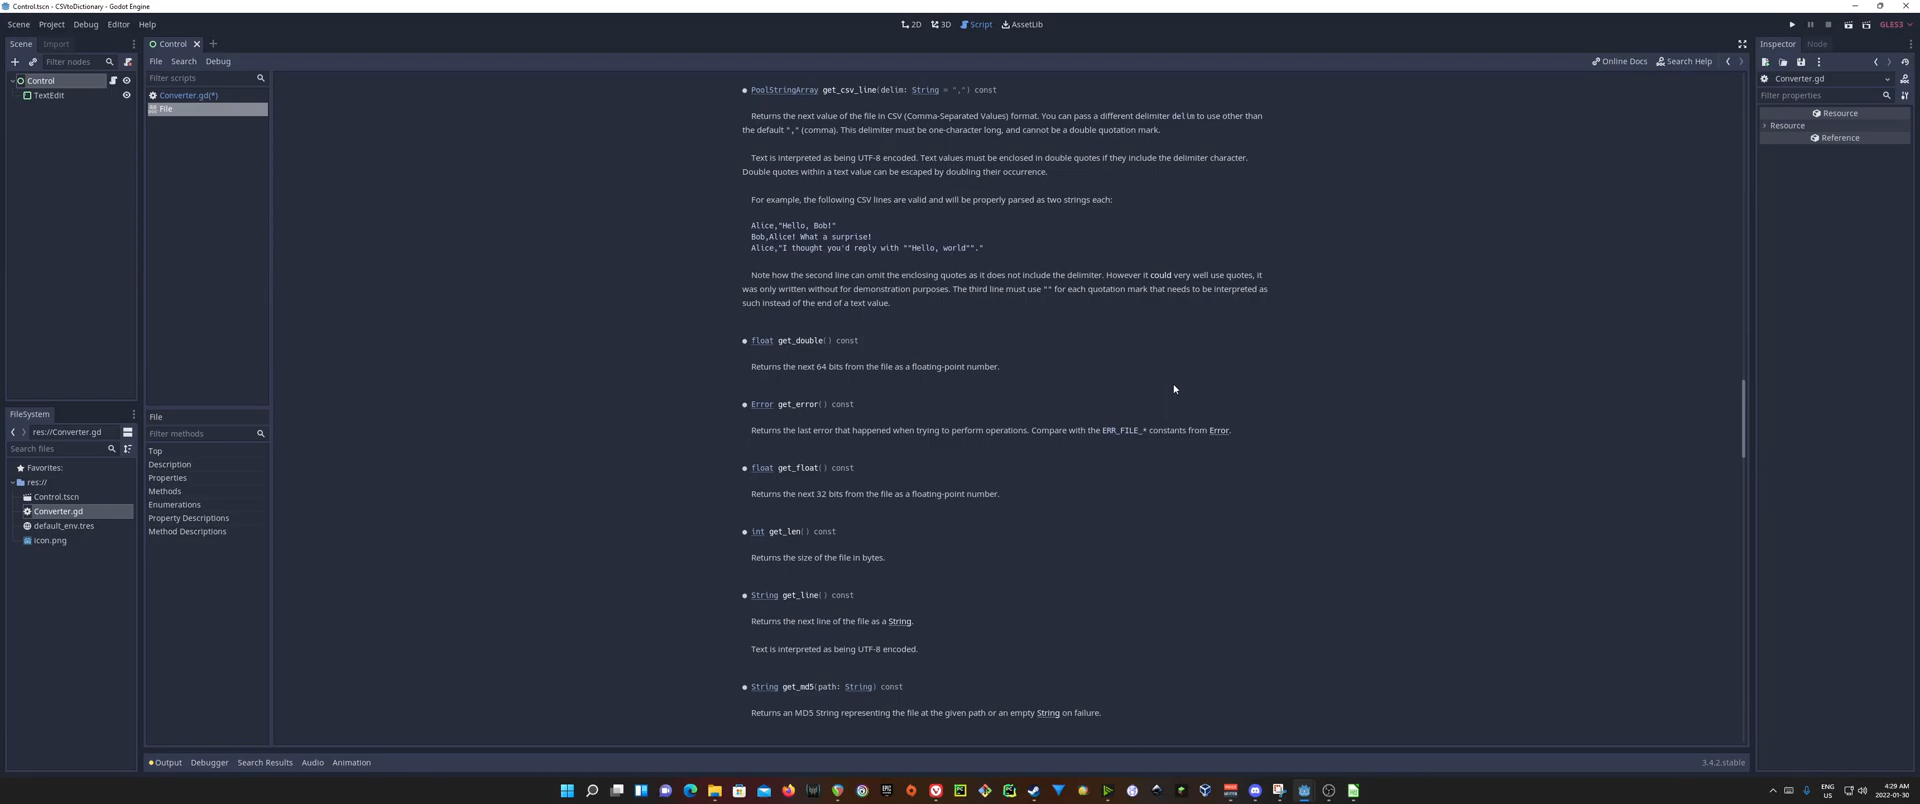 Control.tscn - CSVtoDictionary - Godot Engine
Scene Project Debug Editor Help
2D 3D Script AssetLib
GLES3
Scene Import
Filter nodes
Control
TextEdit
FileSystem
res://Converter.gd
Search files
Favorites:
res://
Control.tscn
Converter.gd
default_env.tres
icon.png
Control
File Search Debug
Online Docs Search Help
Filter scripts
Converter.gd(*)
File
File
Filter methods
Top
Description
Properties
Methods
Enumerations
Property Descriptions
Method Descriptions
PoolStringArray get_csv_line(delim: String = ",") const
Returns the next value of the file in CSV (Comma-Separated Values) format. You can pass a different delimiter delim to use other than
the default "," (comma). This delimiter must be one-character long, and cannot be a double quotation mark.
Text is interpreted as being UTF-8 encoded. Text values must be enclosed in double quotes if they include the delimiter character.
Double quotes within a text value can be escaped by doubling their occurrence.
For example, the following CSV lines are valid and will be properly parsed as two strings each:
Alice,"Hello, Bob!"
Bob,Alice! What a surprise!
Alice,"I thought you'd reply with ""Hello, world""."
Note how the second line can omit the enclosing quotes as it does not include the delimiter. However it could very well use quotes, it
was only written without for demonstration purposes. The third line must use "" for each quotation mark that needs to be interpreted as
such instead of the end of a text value.
float get_double() const
Returns the next 64 bits from the file as a floating-point number.
Error get_error() const
Returns the last error that happened when trying to perform operations. Compare with the ERR_FILE_* constants from Error.
float get_float() const
Returns the next 32 bits from the file as a floating-point number.
int get_len() const
Returns the size of the file in bytes.
String get_line() const
Returns the next line of the file as a String.
Text is interpreted as being UTF-8 encoded.
String get_md5(path: String) const
Returns an MD5 String representing the file at the given path or an empty String on failure.
Output Debugger Search Results Audio Animation
3.4.2.stable
Inspector Node
Converter.gd
Filter properties
Resource
Resource
Reference
ENG
US
4:29 AM
2022-01-30